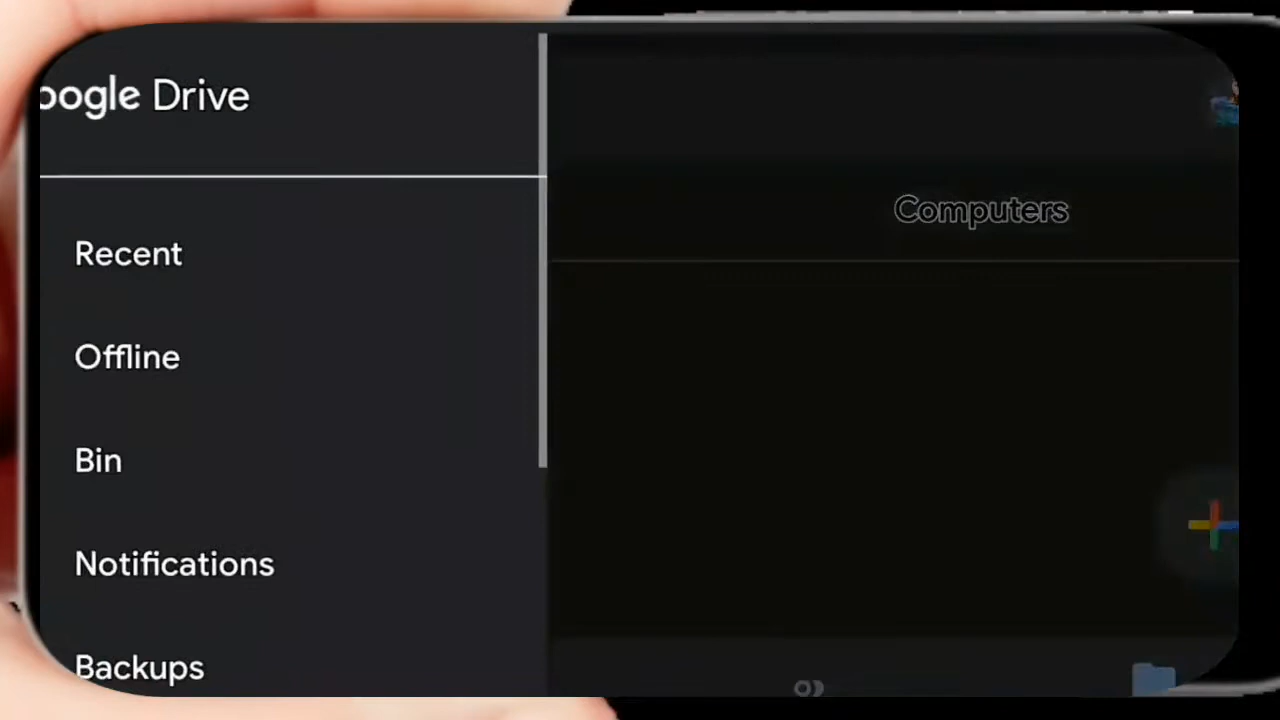 oogle Drive
Computers
Recent
Offline
Bin
Notifications
Backups